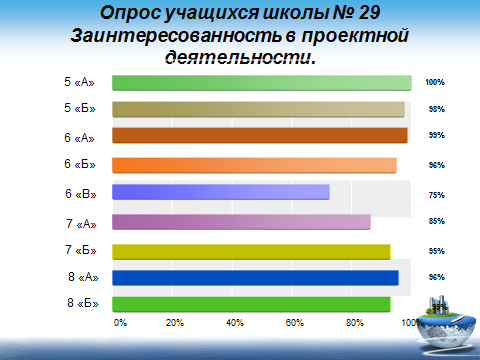 Опрос учащихся школы № 29
Заинтересованность в проектной
деятельности.
5 «А» 100%
5 «Б» 98%
6 «А» 99%
6 «Б» 96%
6 «В» 75%
7 «А» 85%
7 «Б» 95%
8 «А» 96%
8 «Б» 95%
0% 20% 40% 60% 80% 100%